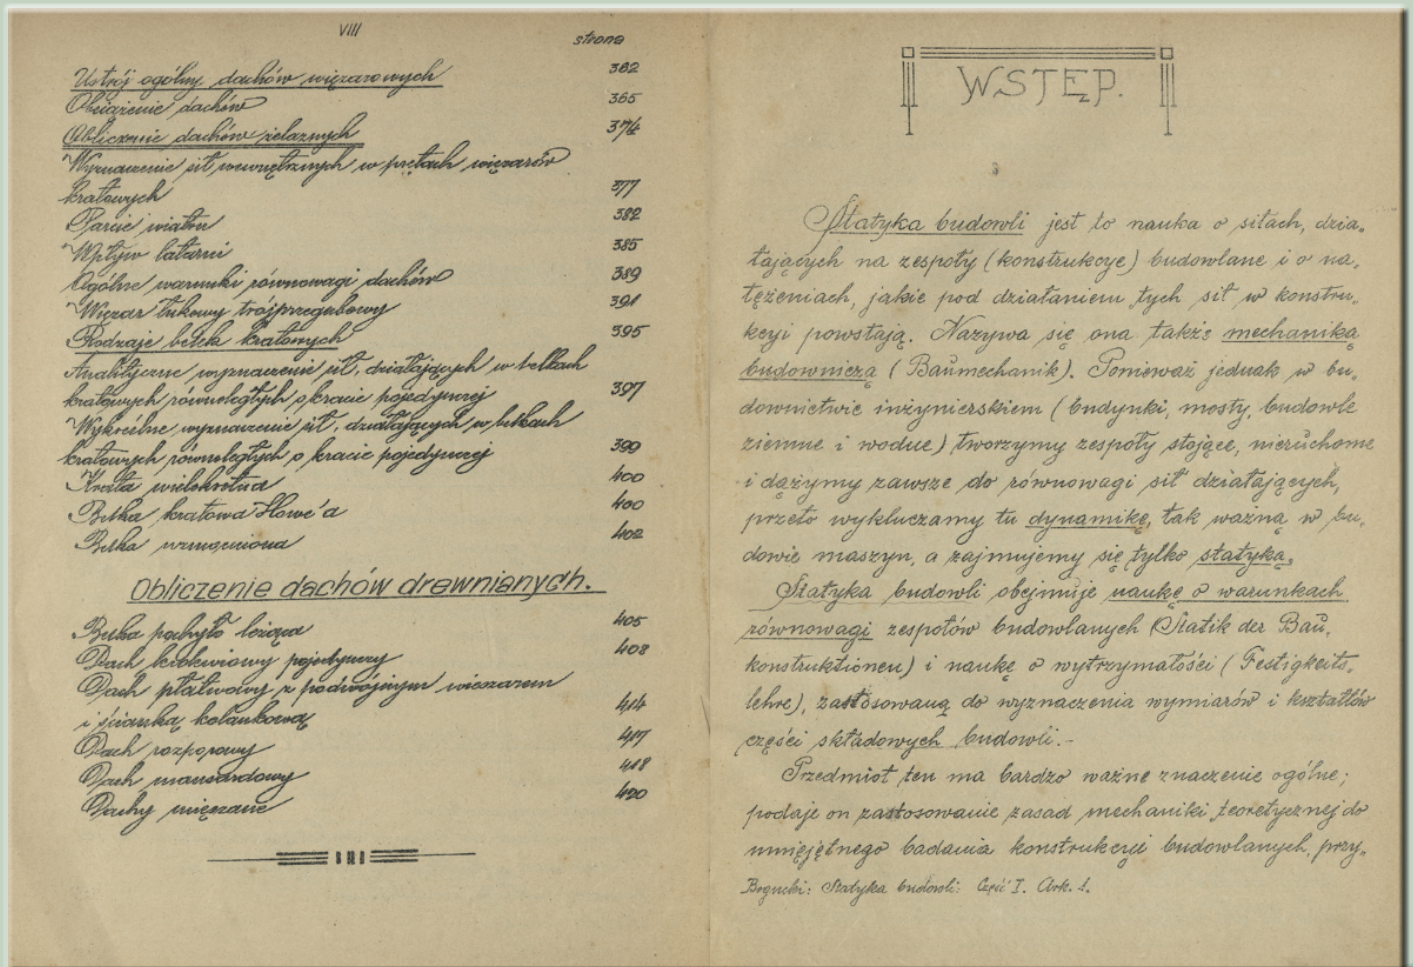 VIII
strona
Ustrój ogólny dachów więzarowych 362
Obciążenie dachów 365
Obliczenie dachów żelaznych 374
Wyznaczenie sił wewnętrznych w prętach więzarów
kratowych 377
Parcie wiatru 382
Wpływ latarni 385
Ogólne warunki równowagi dachów 389
Więzar łukowy trójprzegubowy 391
Rodzaje belek kratowych 395
Analityczne wyznaczenie sił, działających w belkach
kratowych równoległych o kracie pojedynczej 397
Wykreślne wyznaczenie sił, działających w belkach
kratowych równoległych o kracie pojedynczej 399
Krata wielokrotna 400
Belka kratowa Howe'a 400
Belka wzmocniona 402
Obliczenie dachów drewnianych.
Belka pochyło leżąca 405
Dach krokwiowy pojedynczy 408
Dach płatwowy z podwójnym wieszarem
i ścianką kolankową 414
Dach rozporowy 417
Dach mansardowy 418
Dachy wieszane 420
WSTĘP.
Statyka budowli jest to nauka o siłach, dzia„
łających na zespoły (konstrukcye) budowlane i o na„
tężeniach, jakie pod działaniem tych sił w konstru„
kcyi powstają. Nazywa się ona także mechaniką
budowniczą (Baumechanik). Ponieważ jednak w bu„
downictwie inżynierskiem (budynki, mosty, budowle
ziemne i wodne) tworzymy zespoły stojące, nieruchome
i dążymy zawsze do równowagi sił działających,
przeto wykluczamy tu dynamikę, tak ważną w bu„
dowie maszyn, a zajmujemy się tylko statyką.
Statyka budowli obejmuje naukę o warunkach
równowagi zespołów budowlanych (Statik der Bau„
konstruktionen) i naukę o wytrzymałości (Festigkeits„
lehre), zastosowaną do wyznaczenia wymiarów i kształtów
części składowych budowli.-
Przedmiot ten ma bardzo ważne znaczenie ogólne;
podaje on zastosowanie zasad mechaniki teoretycznej do
umiejętnego badania konstrukcyi budowlanych, przy„
Bogucki: Statyka budowli: Część I. Ark. 1.